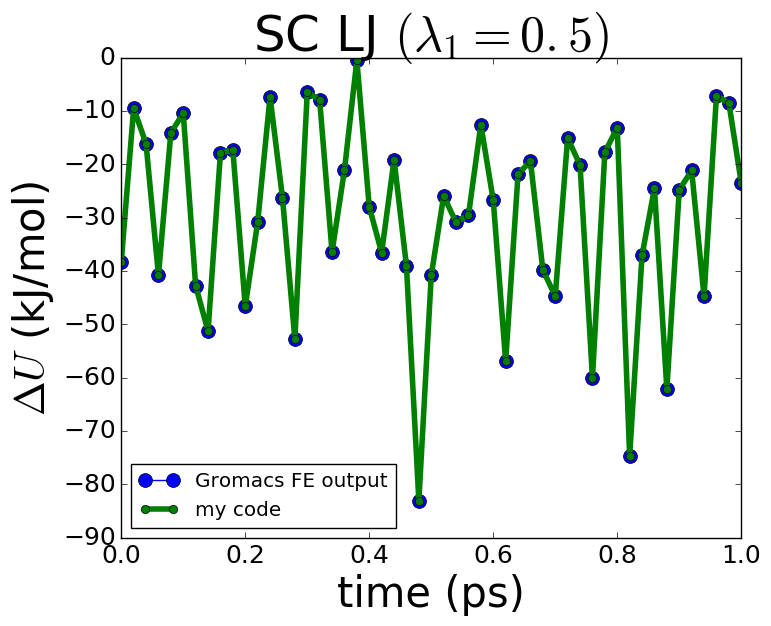 SC LJ (λ₁ = 0.5)
ΔU (kJ/mol)
0
−10
−20
−30
−40
−50
−60
−70
−80
−90
Gromacs FE output
my code
0.0 0.2 0.4 0.6 0.8 1.0
time (ps)